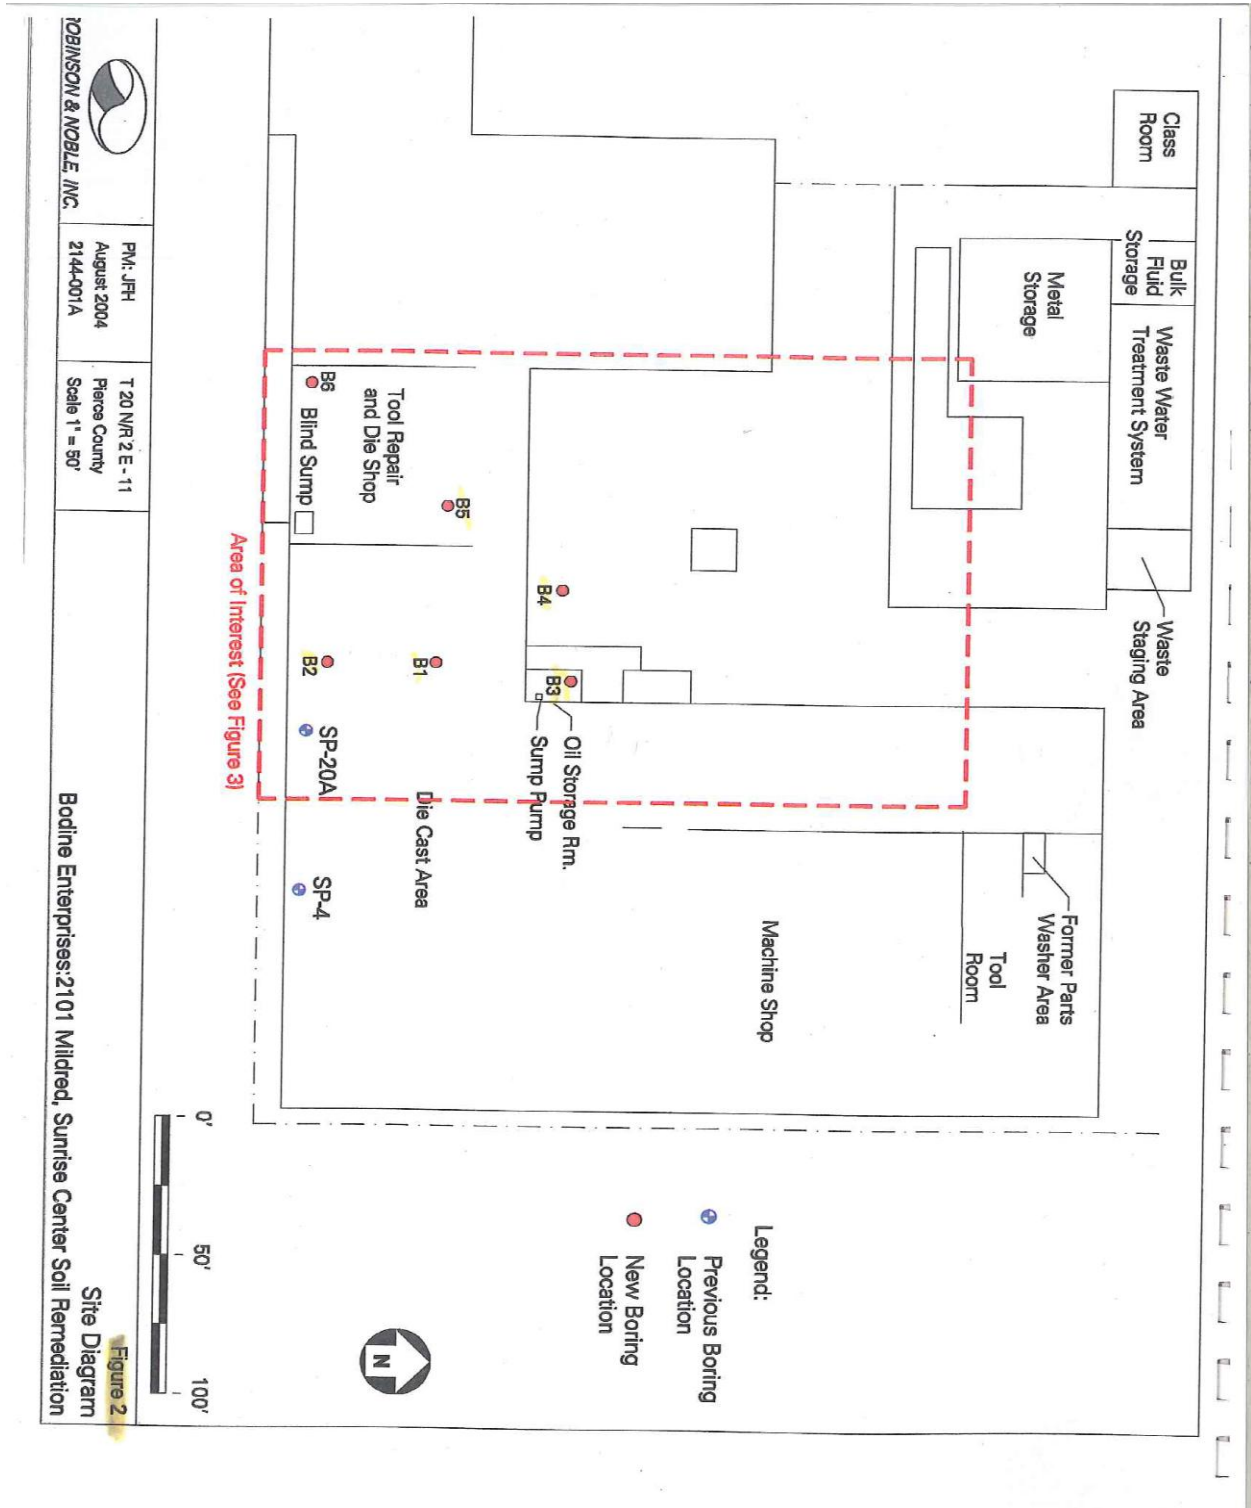 Class
Room
Bulk
Fluid
Storage
Waste Water
Treatment System
Waste
Staging Area
Metal
Storage
Former Parts
Washer Area
Tool
Room
Machine Shop
Tool Repair
and Die Shop
B6
Blind Sump
B5
B4
B3
Oil Storage Rm.
Sump Pump
B1
B2
SP-20A
Die Cast Area
SP-4
Area of Interest (See Figure 3)
Legend:
Previous Boring
Location
New Boring
Location
N
0'
50'
100'
OBINSON & NOBLE, INC.
PM: JFH
August 2004
2144-001A
T 20 N/R 2 E - 11
Pierce County
Scale 1" = 50'
Figure 2
Site Diagram
Bodine Enterprises:2101 Mildred, Sunrise Center Soil Remediation